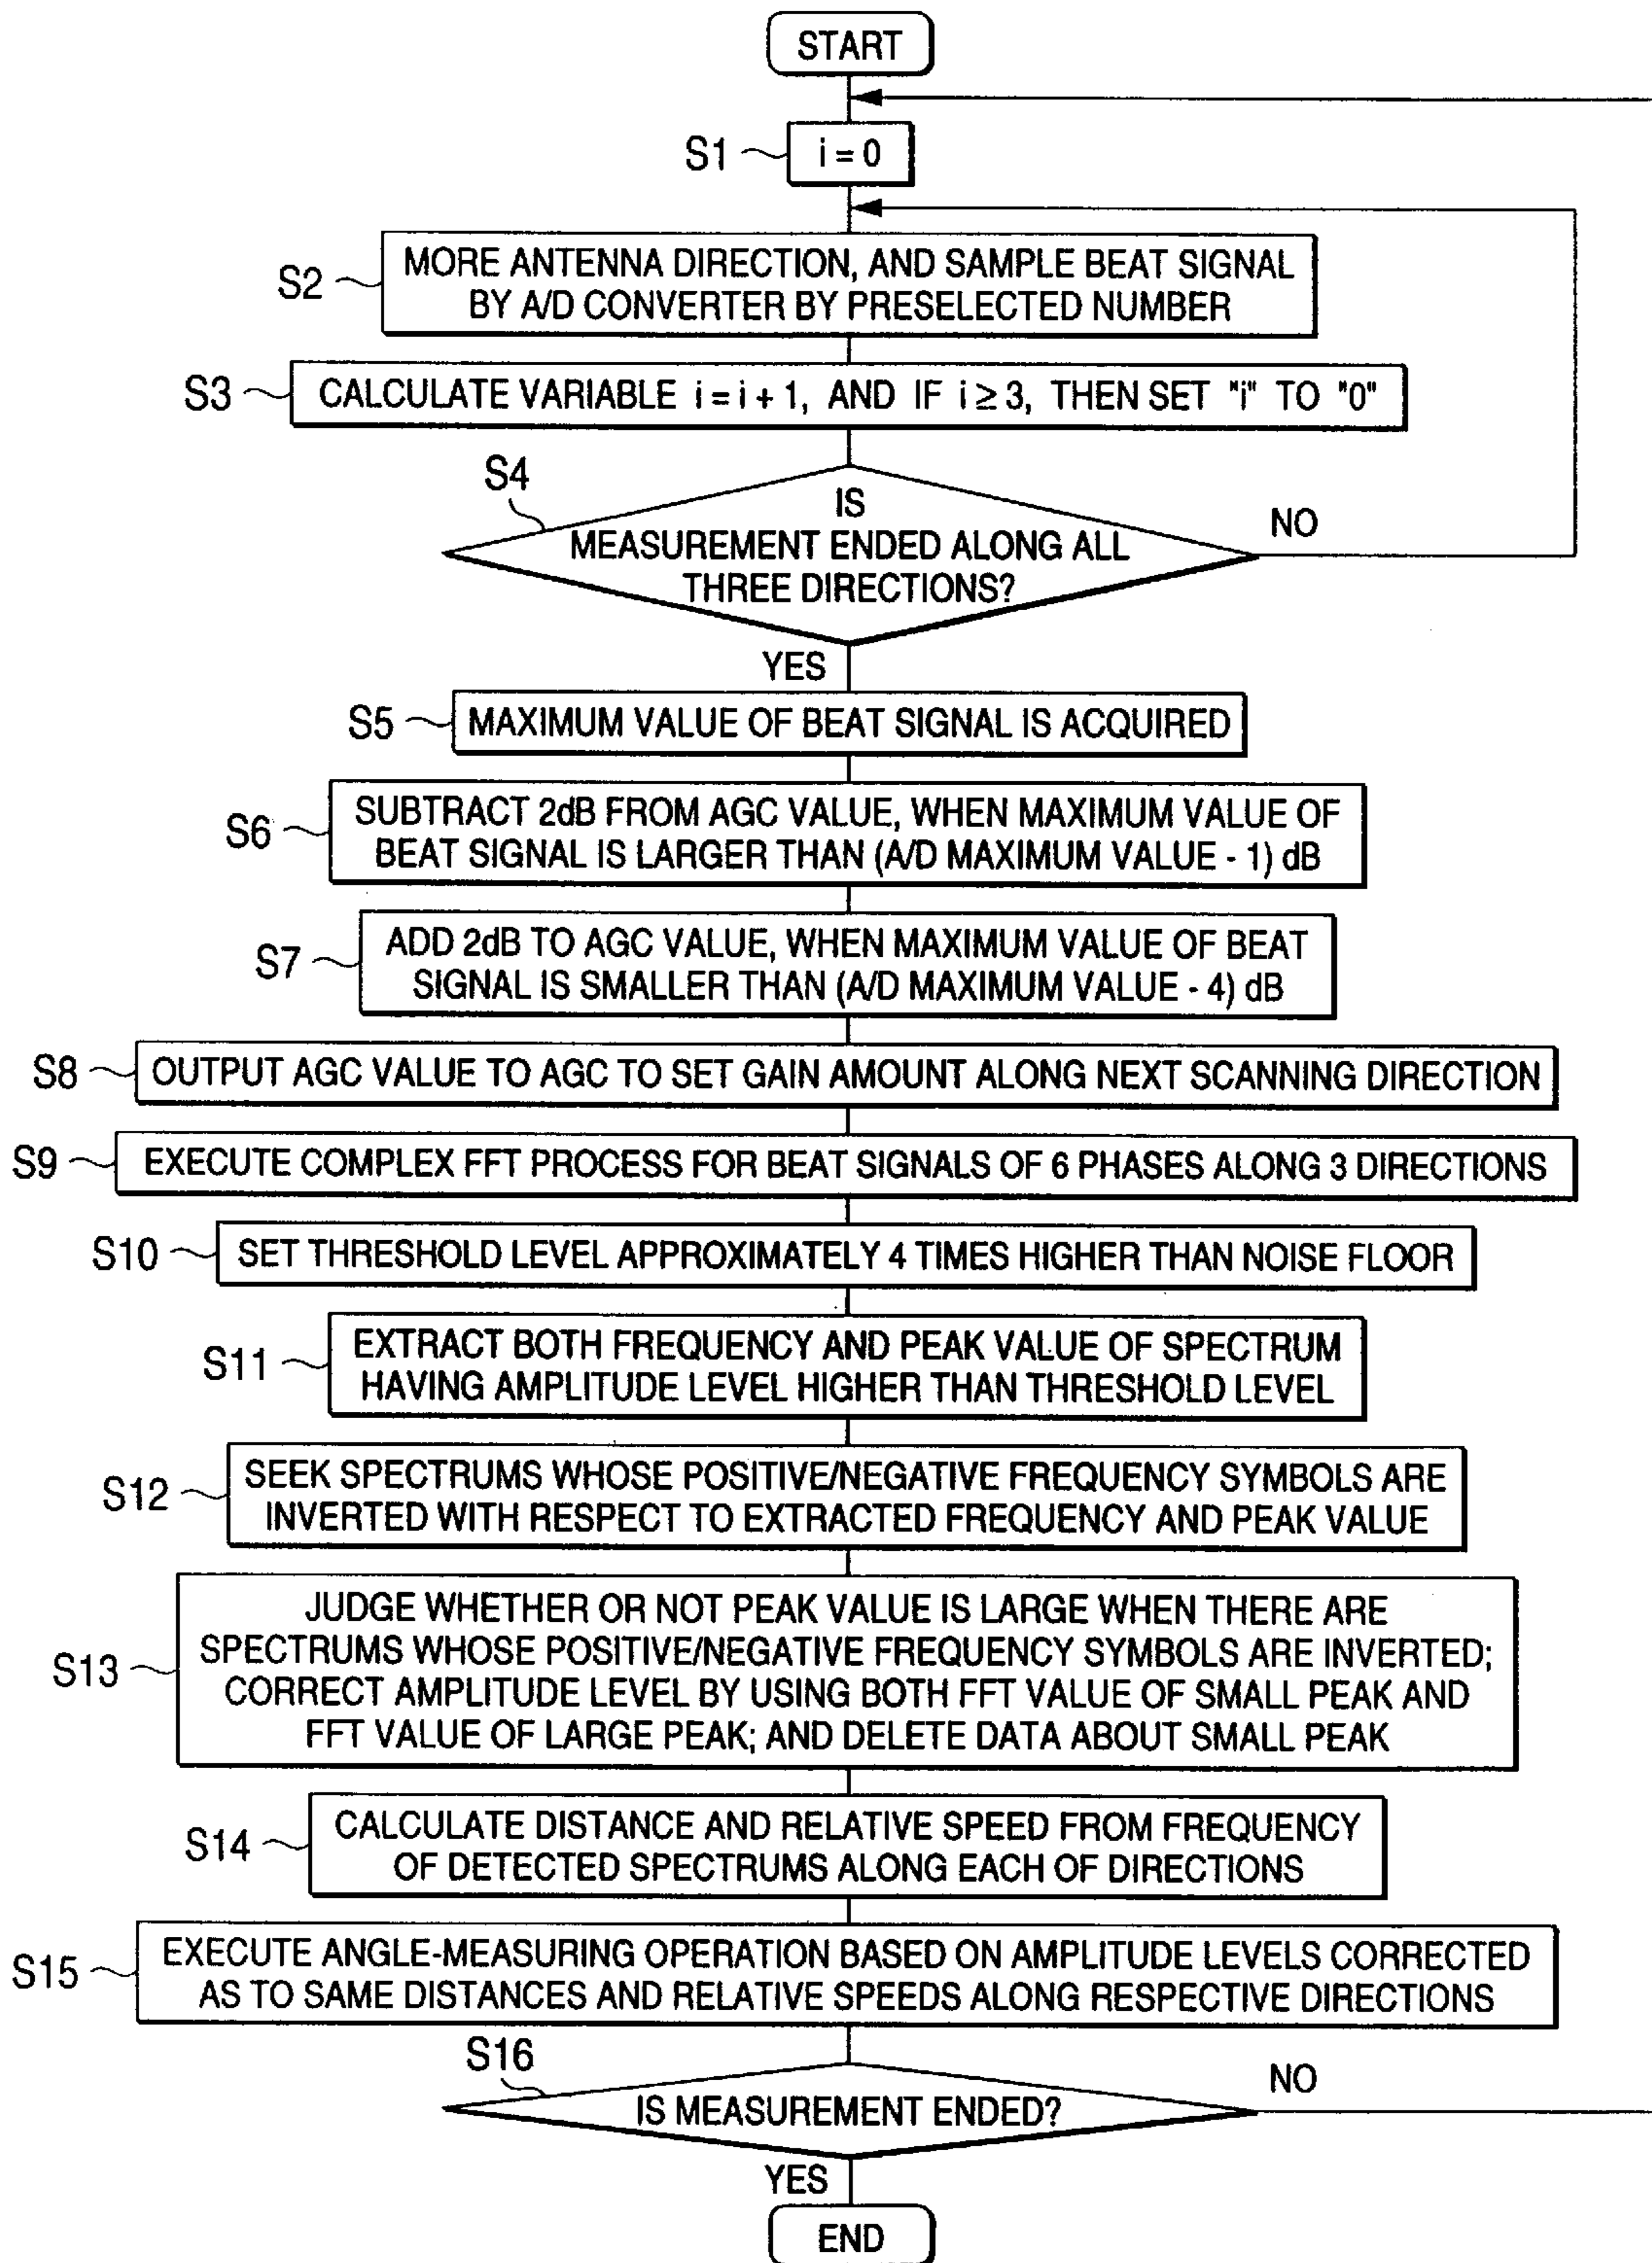 START
S1
i = 0
S2
MORE ANTENNA DIRECTION, AND SAMPLE BEAT SIGNAL
BY A/D CONVERTER BY PRESELECTED NUMBER
S3
CALCULATE VARIABLE i = i + 1, AND IF i ≥ 3, THEN SET "i" TO "0"
S4
IS
MEASUREMENT ENDED ALONG ALL
THREE DIRECTIONS?
NO
YES
S5
MAXIMUM VALUE OF BEAT SIGNAL IS ACQUIRED
S6
SUBTRACT 2dB FROM AGC VALUE, WHEN MAXIMUM VALUE OF
BEAT SIGNAL IS LARGER THAN (A/D MAXIMUM VALUE - 1) dB
S7
ADD 2dB TO AGC VALUE, WHEN MAXIMUM VALUE OF BEAT
SIGNAL IS SMALLER THAN (A/D MAXIMUM VALUE - 4) dB
S8
OUTPUT AGC VALUE TO AGC TO SET GAIN AMOUNT ALONG NEXT SCANNING DIRECTION
S9
EXECUTE COMPLEX FFT PROCESS FOR BEAT SIGNALS OF 6 PHASES ALONG 3 DIRECTIONS
S10
SET THRESHOLD LEVEL APPROXIMATELY 4 TIMES HIGHER THAN NOISE FLOOR
S11
EXTRACT BOTH FREQUENCY AND PEAK VALUE OF SPECTRUM
HAVING AMPLITUDE LEVEL HIGHER THAN THRESHOLD LEVEL
S12
SEEK SPECTRUMS WHOSE POSITIVE/NEGATIVE FREQUENCY SYMBOLS ARE
INVERTED WITH RESPECT TO EXTRACTED FREQUENCY AND PEAK VALUE
S13
JUDGE WHETHER OR NOT PEAK VALUE IS LARGE WHEN THERE ARE
SPECTRUMS WHOSE POSITIVE/NEGATIVE FREQUENCY SYMBOLS ARE INVERTED;
CORRECT AMPLITUDE LEVEL BY USING BOTH FFT VALUE OF SMALL PEAK AND
FFT VALUE OF LARGE PEAK; AND DELETE DATA ABOUT SMALL PEAK
S14
CALCULATE DISTANCE AND RELATIVE SPEED FROM FREQUENCY
OF DETECTED SPECTRUMS ALONG EACH OF DIRECTIONS
S15
EXECUTE ANGLE-MEASURING OPERATION BASED ON AMPLITUDE LEVELS CORRECTED
AS TO SAME DISTANCES AND RELATIVE SPEEDS ALONG RESPECTIVE DIRECTIONS
S16
IS MEASUREMENT ENDED?
NO
YES
END